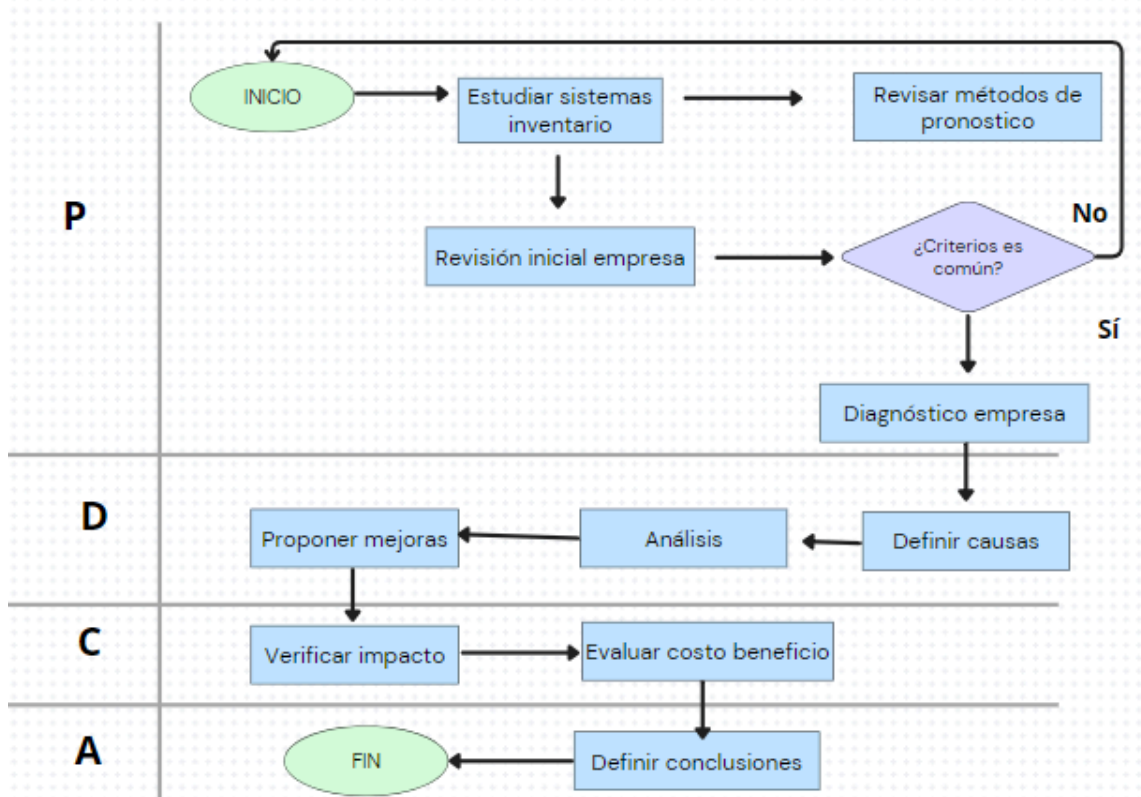 INICIO
Estudiar sistemas
inventario
Revisar métodos de
pronostico
P
No
Revisión inicial empresa
¿Criterios es
común?
Sí
Diagnóstico empresa
D
Proponer mejoras
Análisis
Definir causas
C
Verificar impacto
Evaluar costo beneficio
A
FIN
Definir conclusiones